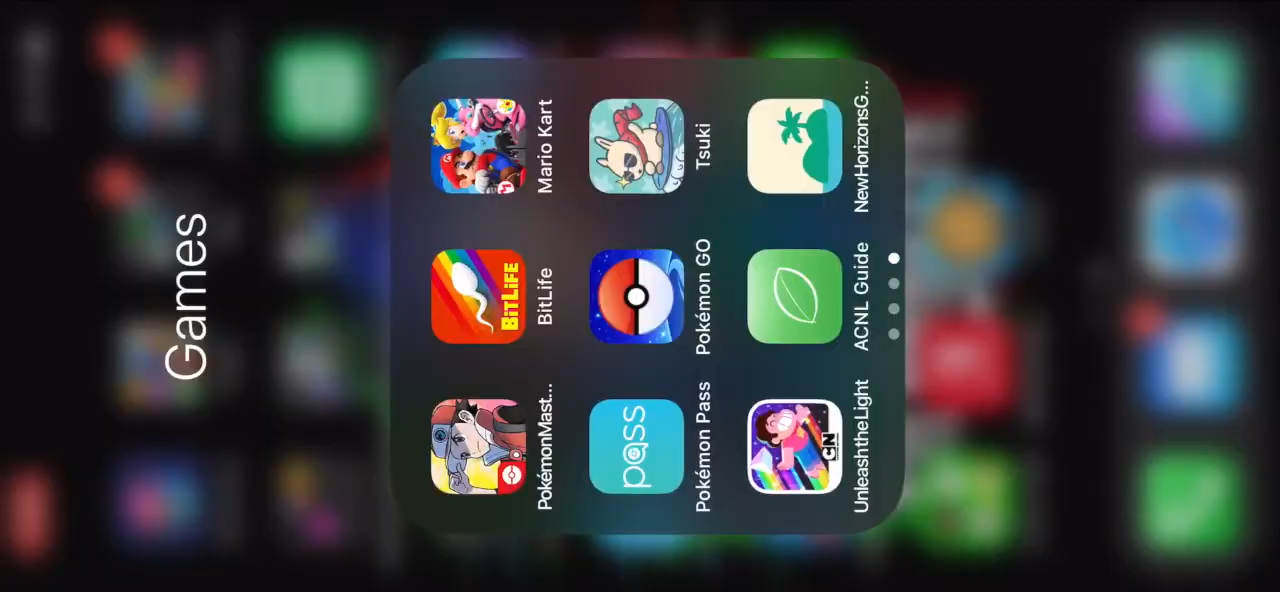 Games
BITLIFE
PokémonMast... BitLife Mario Kart
pass
Pokémon Pass Pokémon GO Tsuki
CN
UnleashtheLight ACNL Guide NewHorizonsG...